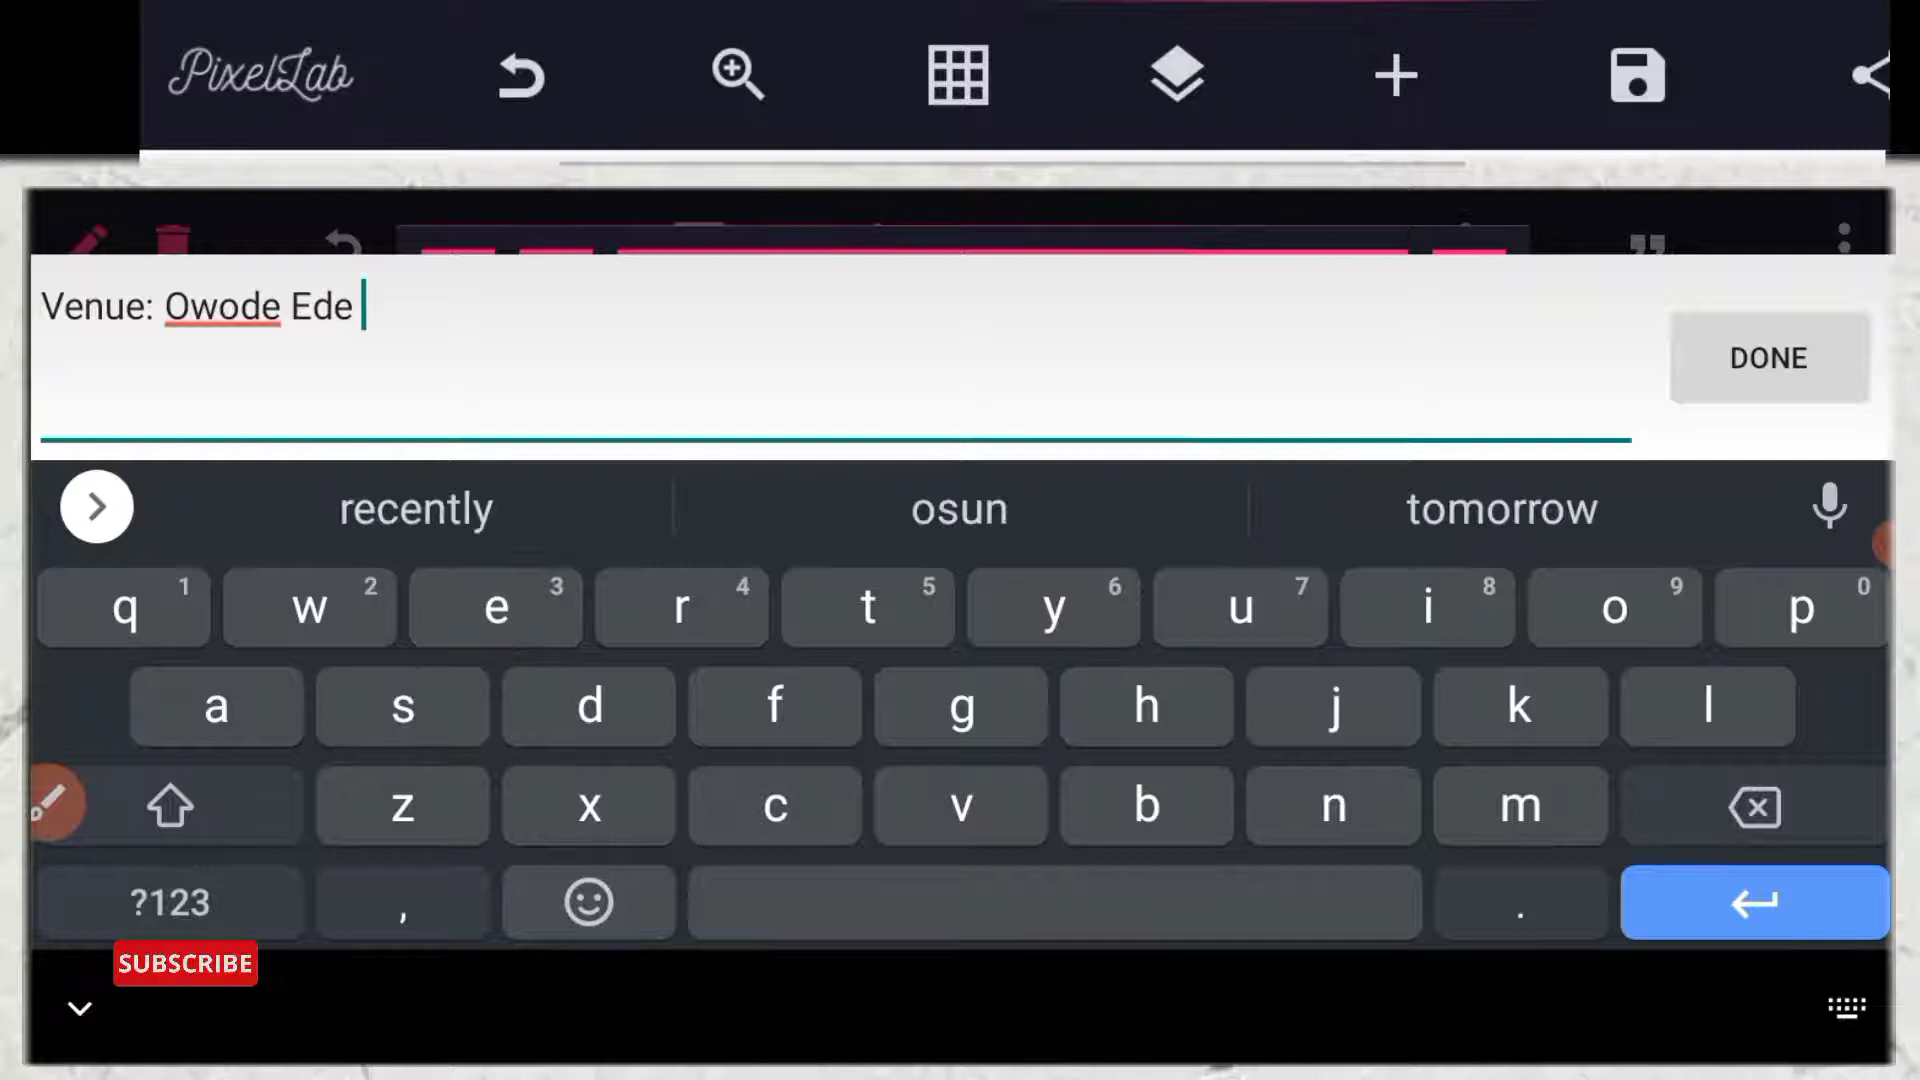 PixelLab
Venue: Owode Ede
DONE
recently osun tomorrow
q 1 w 2 e 3 r 4 t 5 y 6 u 7 i 8 o 9 p 0
a s d f g h j k l
z x c v b n m
?123 , .
SUBSCRIBE